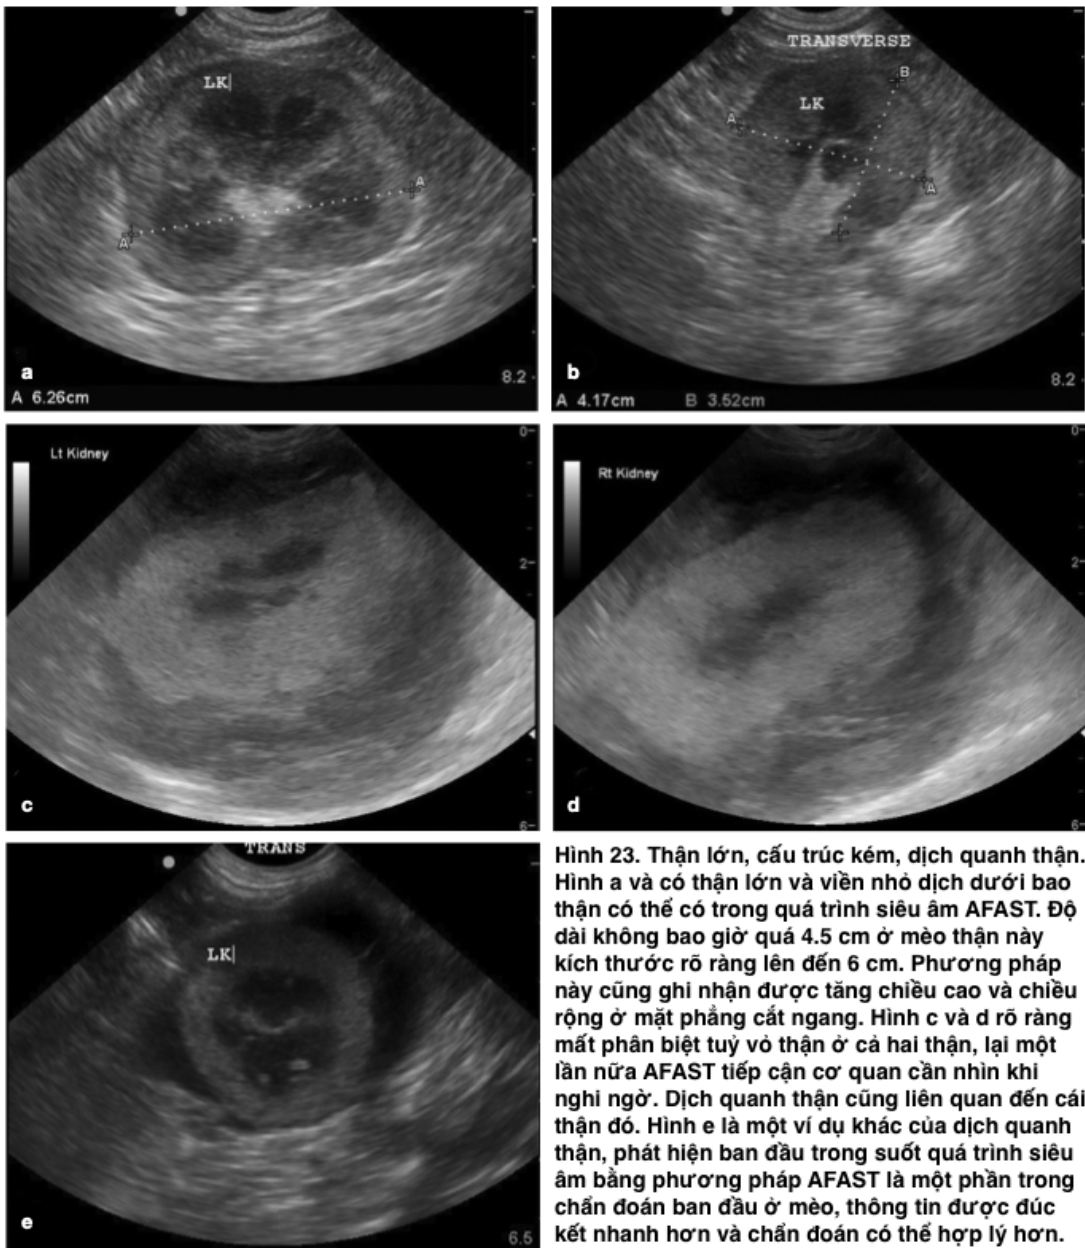 LK
A
A
a
8.2
A 6.26cm
TRANSVERSE
B
LK
A
A
b
8.2
A 4.17cm B 3.52cm
0
Lt Kidney
2
c
6
0
Rt Kidney
2
d
6
TRANS
LK
e
6.5
Hình 23. Thận lớn, cấu trúc kém, dịch quanh thận.
Hình a và có thận lớn và viền nhỏ dịch dưới bao
thận có thể có trong quá trình siêu âm AFAST. Độ
dài không bao giờ quá 4.5 cm ở mèo thận này
kích thước rõ ràng lên đến 6 cm. Phương pháp
này cũng ghi nhận được tăng chiều cao và chiều
rộng ở mặt phẳng cắt ngang. Hình c và d rõ ràng
mất phân biệt tuỷ vỏ thận ở cả hai thận, lại một
lần nữa AFAST tiếp cận cơ quan cần nhìn khi
nghi ngờ. Dịch quanh thận cũng liên quan đến cái
thận đó. Hình e là một ví dụ khác của dịch quanh
thận, phát hiện ban đầu trong suốt quá trình siêu
âm bằng phương pháp AFAST là một phần trong
chẩn đoán ban đầu ở mèo, thông tin được đúc
kết nhanh hơn và chẩn đoán có thể hợp lý hơn.